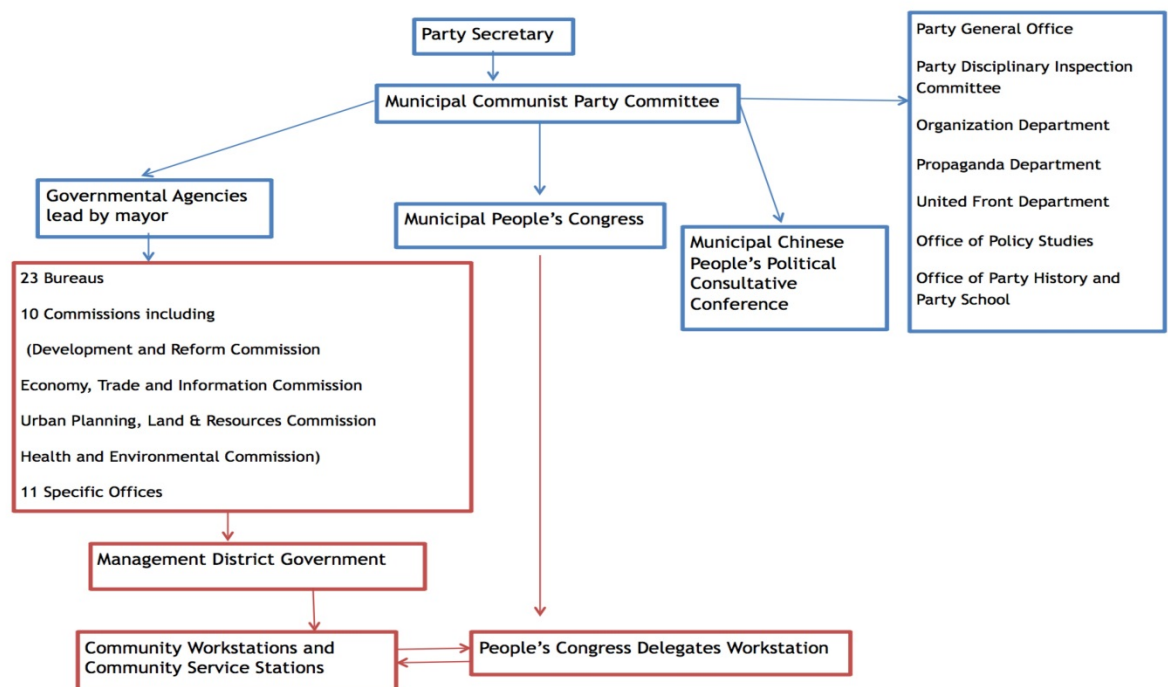 Party Secretary
Municipal Communist Party Committee
Party General Office
Party Disciplinary Inspection
Committee
Organization Department
Propaganda Department
United Front Department
Office of Policy Studies
Office of Party History and
Party School
Governmental Agencies
lead by mayor
Municipal People's Congress
Municipal Chinese
People's Political
Consultative
Conference
23 Bureaus
10 Commissions including
(Development and Reform Commission
Economy, Trade and Information Commission
Urban Planning, Land & Resources Commission
Health and Environmental Commission)
11 Specific Offices
Management District Government
Community Workstations and
Community Service Stations
People's Congress Delegates Workstation